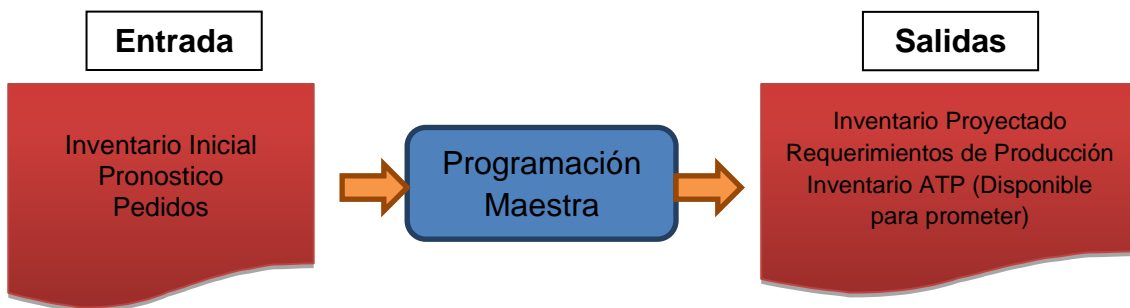 Entrada
Inventario Inicial
Pronostico
Pedidos
Programación
Maestra
Salidas
Inventario Proyectado
Requerimientos de Producción
Inventario ATP (Disponible
para prometer)